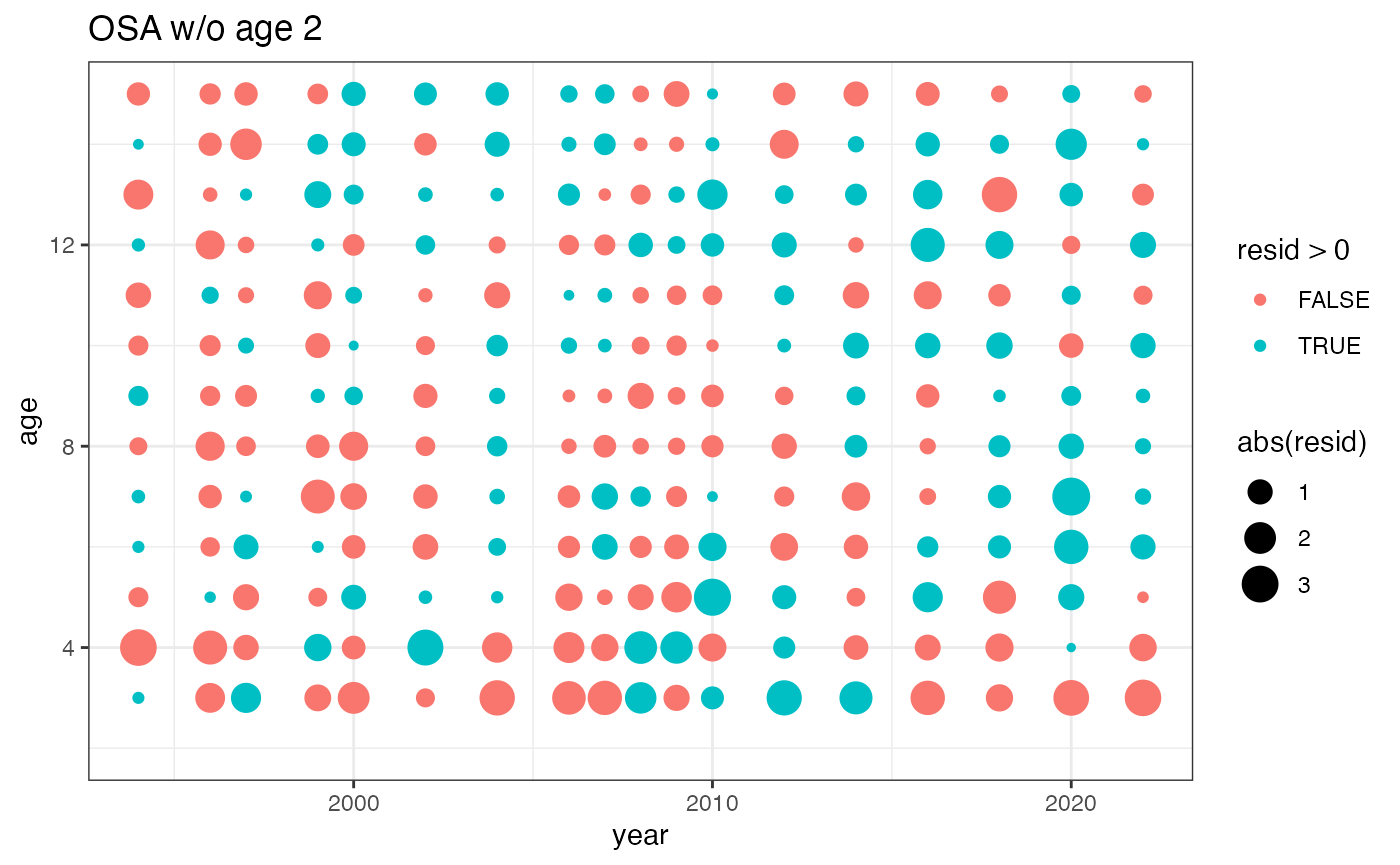 OSA w/o age 2
12
8
4
age
2000 2010 2020
year
resid > 0
FALSE
TRUE
abs(resid)
1
2
3